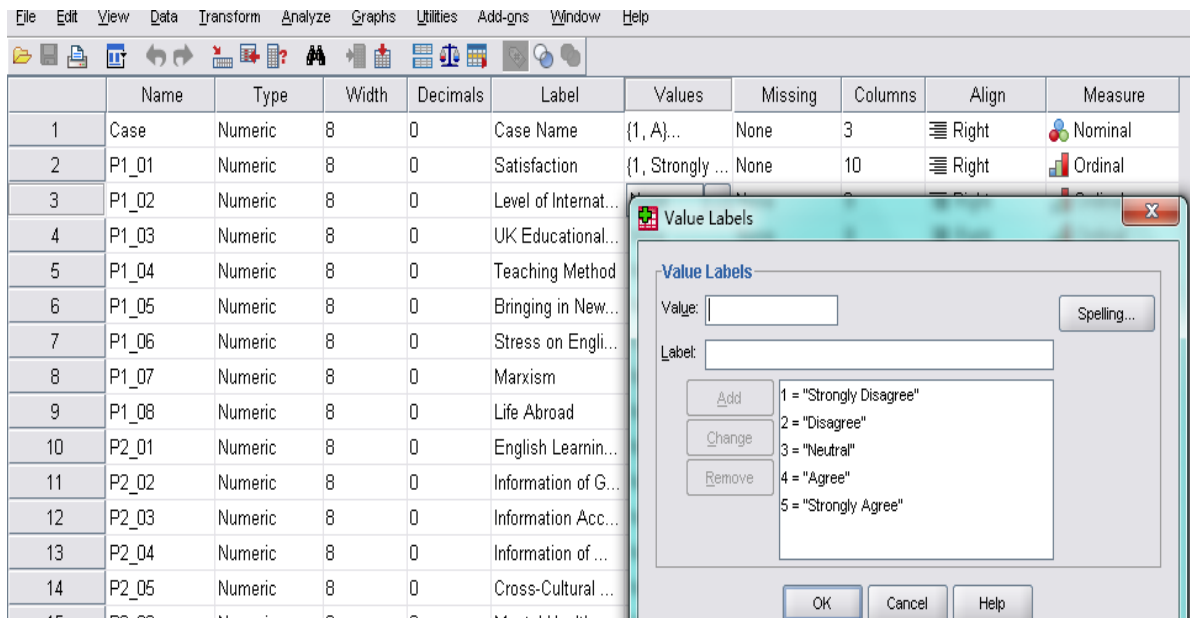 File Edit View Data Transform Analyze Graphs Utilities Add-ons Window Help
Name Type Width Decimals Label Values Missing Columns Align Measure
1 Case Numeric 8 0 Case Name {1, A}... None 3 Right Nominal
2 P1_01 Numeric 8 0 Satisfaction {1, Strongly ... None 10 Right Ordinal
3 P1_02 Numeric 8 0 Level of Internat...
4 P1_03 Numeric 8 0 UK Educational...
5 P1_04 Numeric 8 0 Teaching Method
6 P1_05 Numeric 8 0 Bringing in New...
7 P1_06 Numeric 8 0 Stress on Engli...
8 P1_07 Numeric 8 0 Marxism
9 P1_08 Numeric 8 0 Life Abroad
10 P2_01 Numeric 8 0 English Learnin...
11 P2_02 Numeric 8 0 Information of G...
12 P2_03 Numeric 8 0 Information Acc...
13 P2_04 Numeric 8 0 Information of ...
14 P2_05 Numeric 8 0 Cross-Cultural ...
Value Labels
Value Labels
Value:
Spelling...
Label:
Add
Change
Remove
1 = "Strongly Disagree"
2 = "Disagree"
3 = "Neutral"
4 = "Agree"
5 = "Strongly Agree"
OK Cancel Help